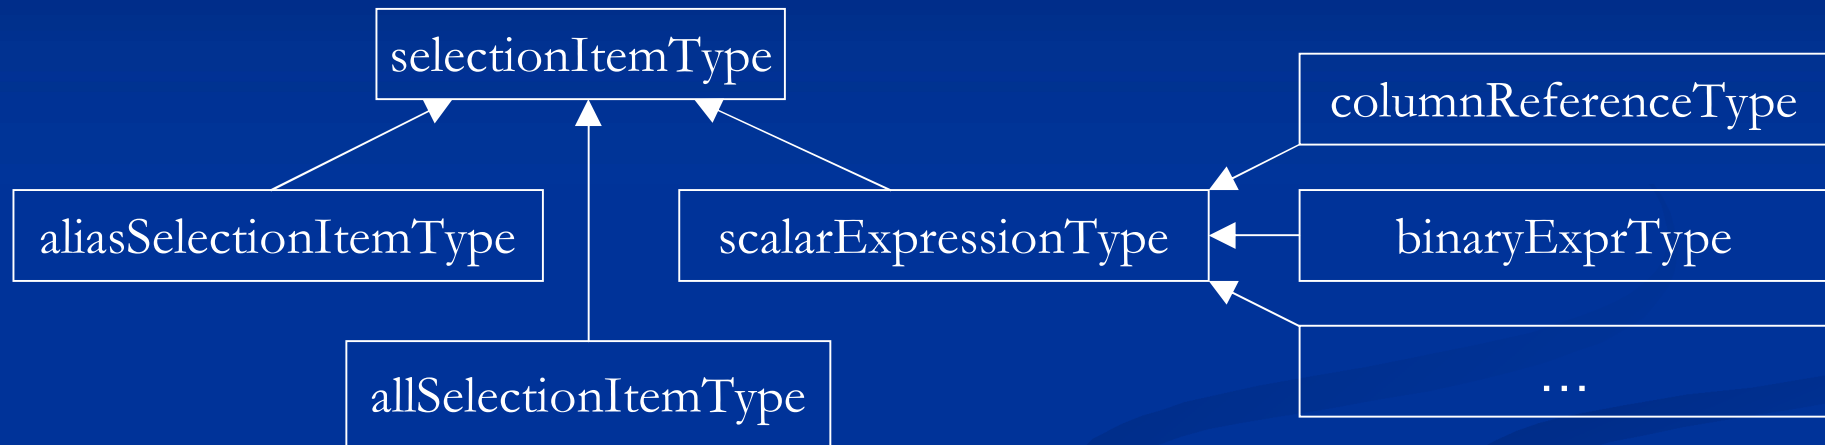 selectionItemType
columnReferenceType
aliasSelectionItemType
scalarExpressionType
binaryExprType
allSelectionItemType
...